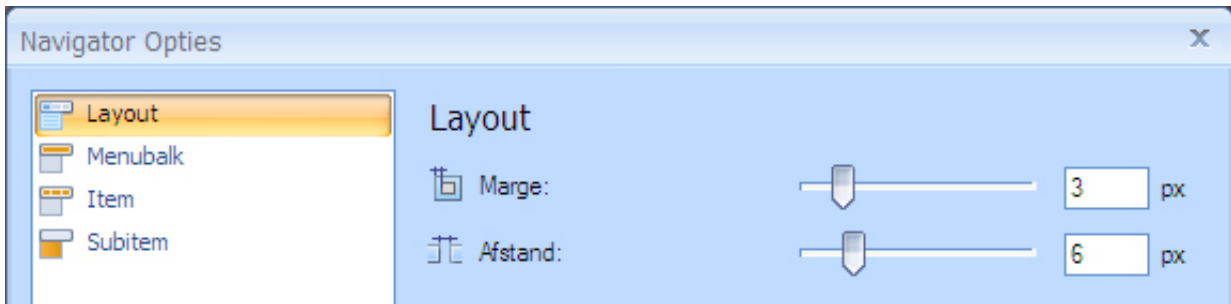 Navigator Opties
Layout
Menubalk
Item
Subitem
Layout
Marge: 3 px
Afstand: 6 px